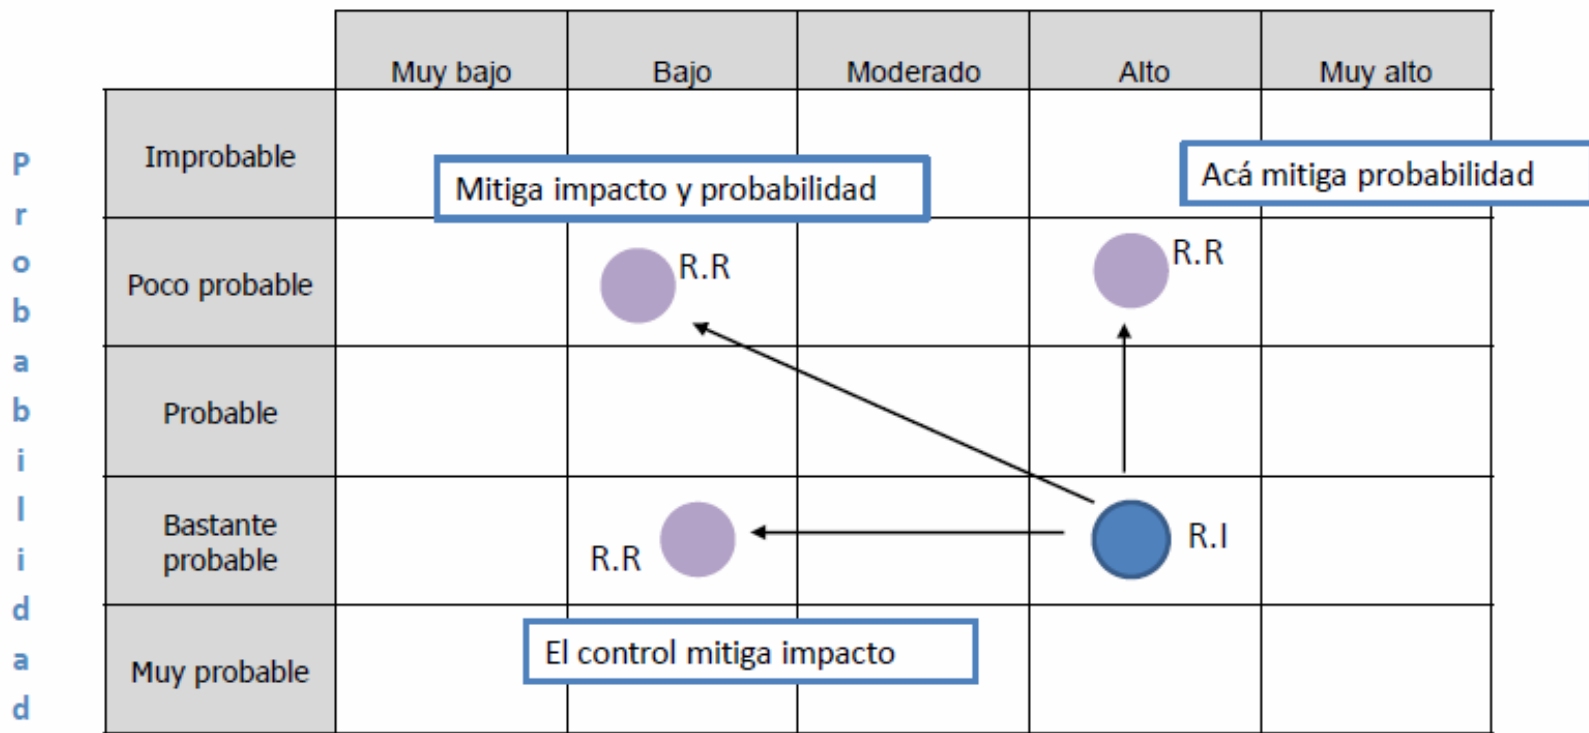 Muy bajo Bajo Moderado Alto Muy alto
Probabilidad
Improbable
Mitiga impacto y probabilidad
Acá mitiga probabilidad
Poco probable
R.R
R.R
Probable
Bastante
probable
R.R
R.I
El control mitiga impacto
Muy probable